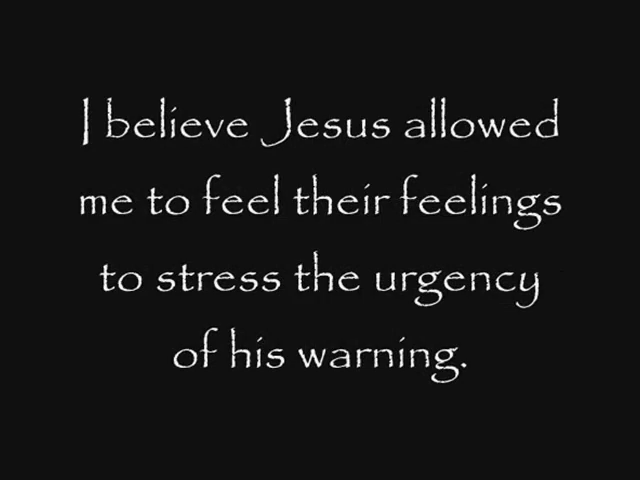 I believe Jesus allowed
me to feel their feelings
to stress the urgency
of his warning.